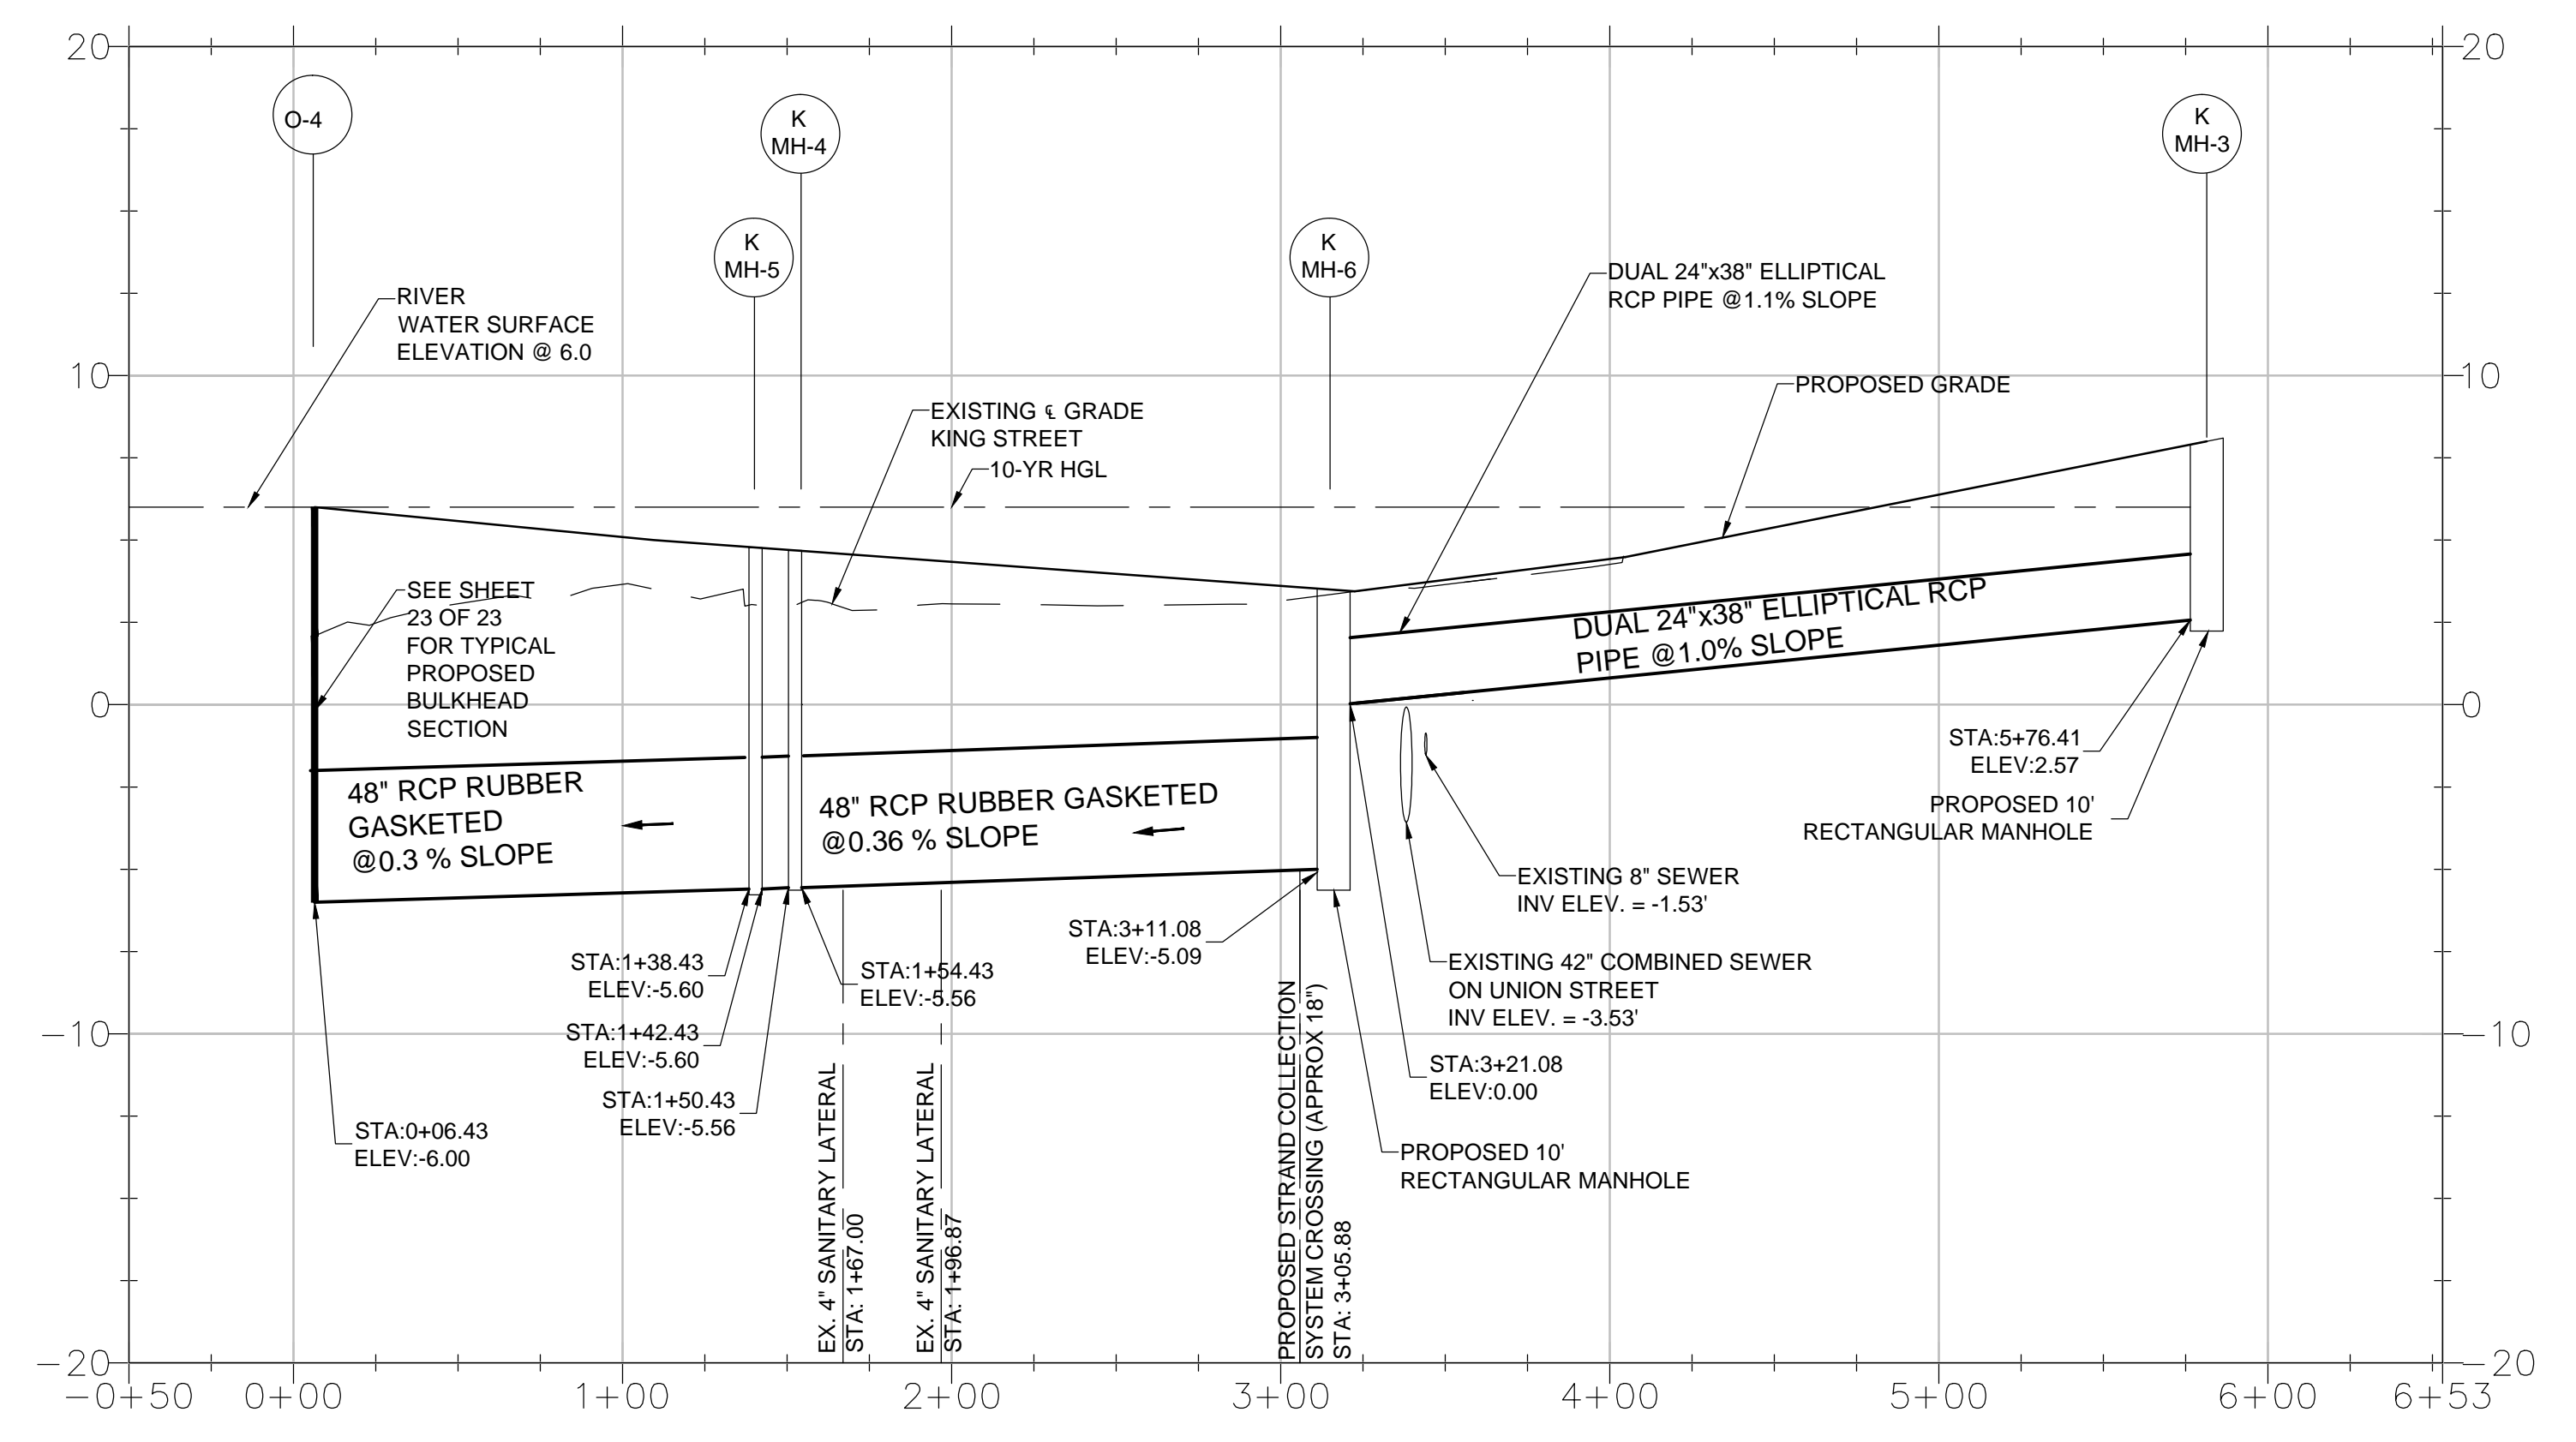 20
20
O-4
K
MH-4
K
MH-3
K
MH-5
K
MH-6
RIVER
WATER SURFACE
ELEVATION @ 6.0
DUAL 24"x38" ELLIPTICAL
RCP PIPE @1.1% SLOPE
10
10
PROPOSED GRADE
EXISTING ℄ GRADE
KING STREET
10-YR HGL
SEE SHEET
23 OF 23
FOR TYPICAL
PROPOSED
BULKHEAD
SECTION
DUAL 24"x38" ELLIPTICAL RCP
PIPE @1.0% SLOPE
0
0
STA:5+76.41
ELEV:2.57
48" RCP RUBBER
GASKETED
@0.3 % SLOPE
48" RCP RUBBER GASKETED
@0.36 % SLOPE
PROPOSED 10'
RECTANGULAR MANHOLE
EXISTING 8" SEWER
INV ELEV. = -1.53'
STA:3+11.08
ELEV:-5.09
STA:1+38.43
ELEV:-5.60
STA:1+54.43
ELEV:-5.56
EXISTING 42" COMBINED SEWER
ON UNION STREET
INV ELEV. = -3.53'
-10
-10
STA:1+42.43
ELEV:-5.60
STA:3+21.08
ELEV:0.00
STA:1+50.43
ELEV:-5.56
STA:0+06.43
ELEV:-6.00
PROPOSED 10'
RECTANGULAR MANHOLE
EX. 4" SANITARY LATERAL
STA: 1+67.00
EX. 4" SANITARY LATERAL
STA: 1+96.87
PROPOSED STRAND COLLECTION
SYSTEM CROSSING (APPROX 18")
STA: 3+05.88
-20
-20
-0+50
0+00
1+00
2+00
3+00
4+00
5+00
6+00
6+53